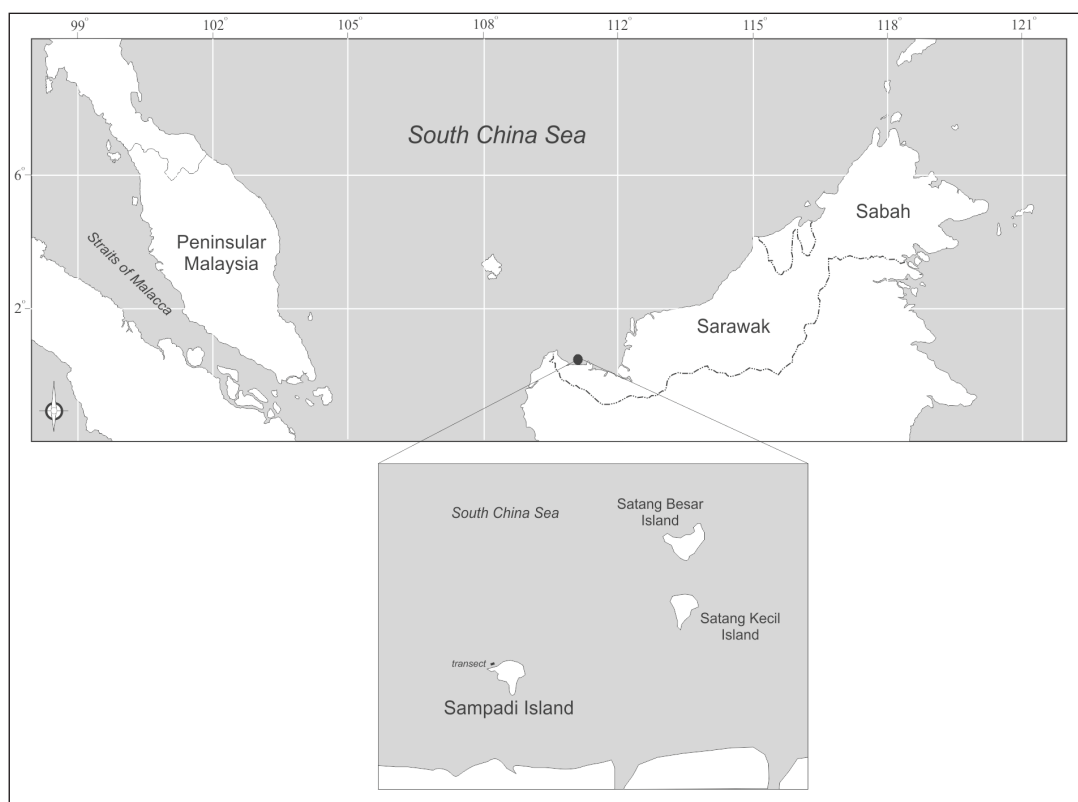 99° 102° 105° 108° 112° 115° 118° 121°
South China Sea
6°
Sabah
Peninsular
Malaysia
Straits of Malacca
2°
Sarawak
South China Sea
Satang Besar
Island
Satang Kecil
Island
transect
Sampadi Island